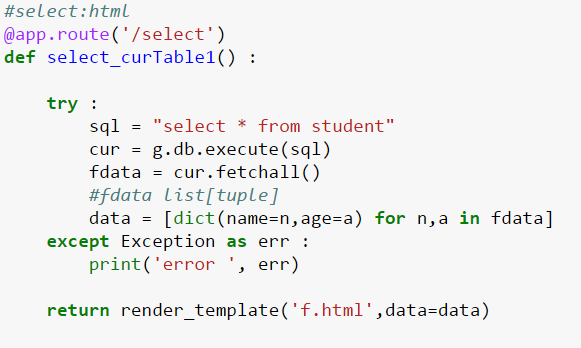 #select:html
@app.route('/select')
def select_curTable1() :
    try :
        sql = "select * from student"
        cur = g.db.execute(sql)
        fdata = cur.fetchall()
        #fdata list[tuple]
        data = [dict(name=n,age=a) for n,a in fdata]
    except Exception as err :
        print('error ', err)
    return render_template('f.html',data=data)